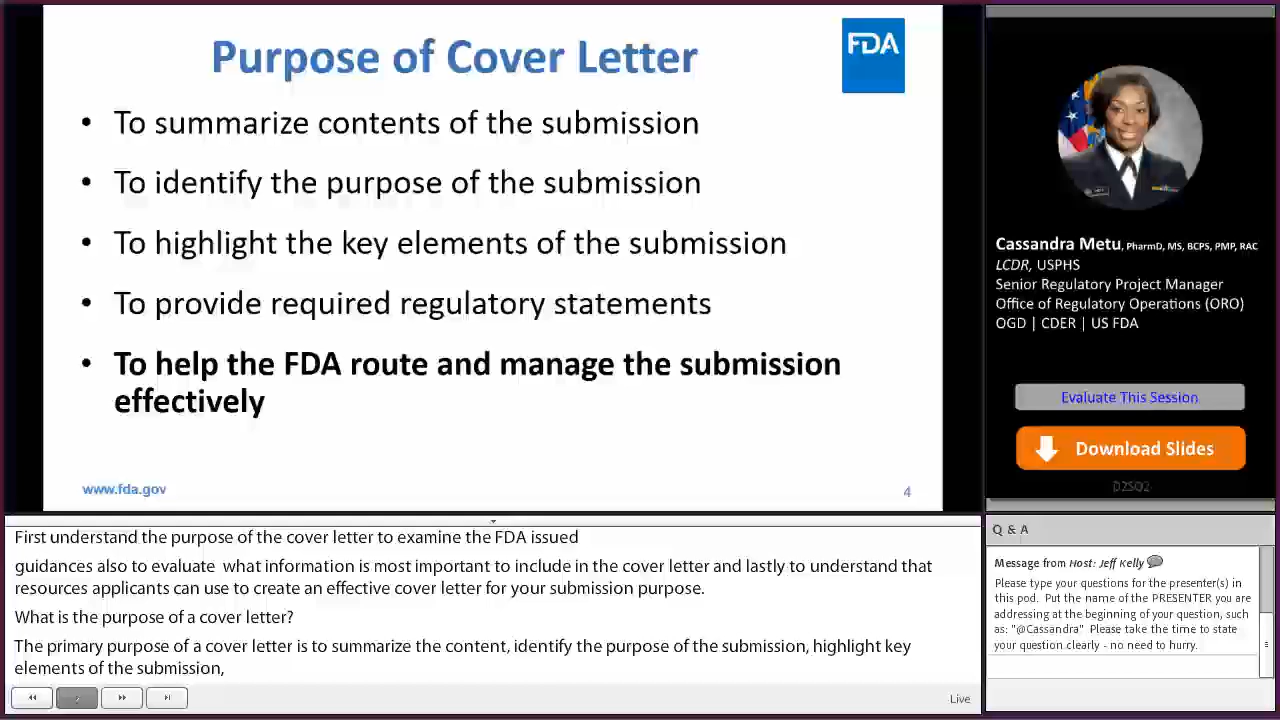 Purpose of Cover Letter
FDA
• To summarize contents of the submission
• To identify the purpose of the submission
• To highlight the key elements of the submission
• To provide required regulatory statements
• To help the FDA route and manage the submission
effectively
www.fda.gov
4
Cassandra Metu, PharmD, MS, BCPS, PMP, RAC
LCDR, USPHS
Senior Regulatory Project Manager
Office of Regulatory Operations (ORO)
OGD | CDER | US FDA
Evaluate This Session
Download Slides
D2S02
First understand the purpose of the cover letter to examine the FDA issued
guidances also to evaluate what information is most important to include in the cover letter and lastly to understand that
resources applicants can use to create an effective cover letter for your submission purpose.
What is the purpose of a cover letter?
The primary purpose of a cover letter is to summarize the content, identify the purpose of the submission, highlight key
elements of the submission,
Live
Q & A
Message from Host: Jeff Kelly
Please type your questions for the presenter(s) in
this pod. Put the name of the PRESENTER you are
addressing at the beginning of your question, such
as: "@Cassandra" Please take the time to state
your question clearly - no need to hurry.